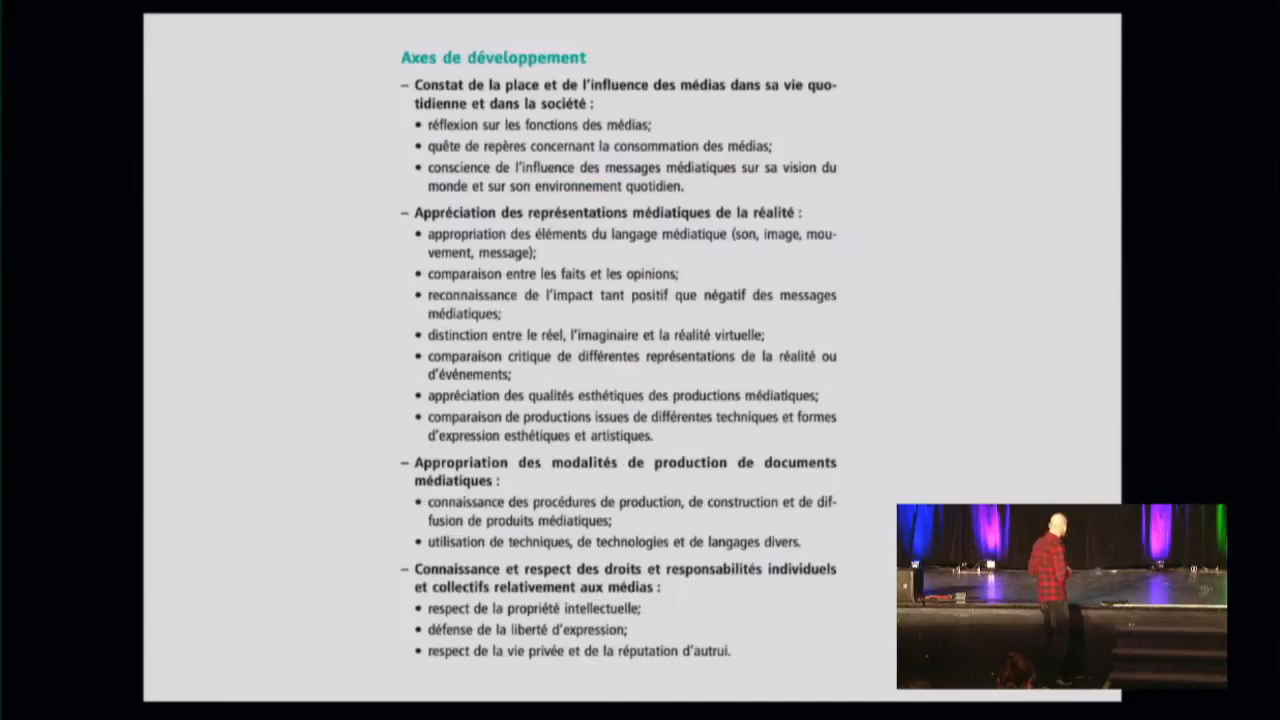 Axes de développement
– Constat de la place et de l'influence des médias dans sa vie quo-
tidienne et dans la société :
• réflexion sur les fonctions des médias;
• quête de repères concernant la consommation des médias;
• conscience de l'influence des messages médiatiques sur sa vision du
monde et sur son environnement quotidien.
– Appréciation des représentations médiatiques de la réalité :
• appropriation des éléments du langage médiatique (son, image, mou-
vement, message);
• comparaison entre les faits et les opinions;
• reconnaissance de l'impact tant positif que négatif des messages
médiatiques;
• distinction entre le réel, l'imaginaire et la réalité virtuelle;
• comparaison critique de différentes représentations de la réalité ou
d'événements;
• appréciation des qualités esthétiques des productions médiatiques;
• comparaison de productions issues de différentes techniques et formes
d'expression esthétiques et artistiques.
– Appropriation des modalités de production de documents
médiatiques :
• connaissance des procédures de production, de construction et de dif-
fusion de produits médiatiques;
• utilisation de techniques, de technologies et de langages divers.
– Connaissance et respect des droits et responsabilités individuels
et collectifs relativement aux médias :
• respect de la propriété intellectuelle;
• défense de la liberté d'expression;
• respect de la vie privée et de la réputation d'autrui.